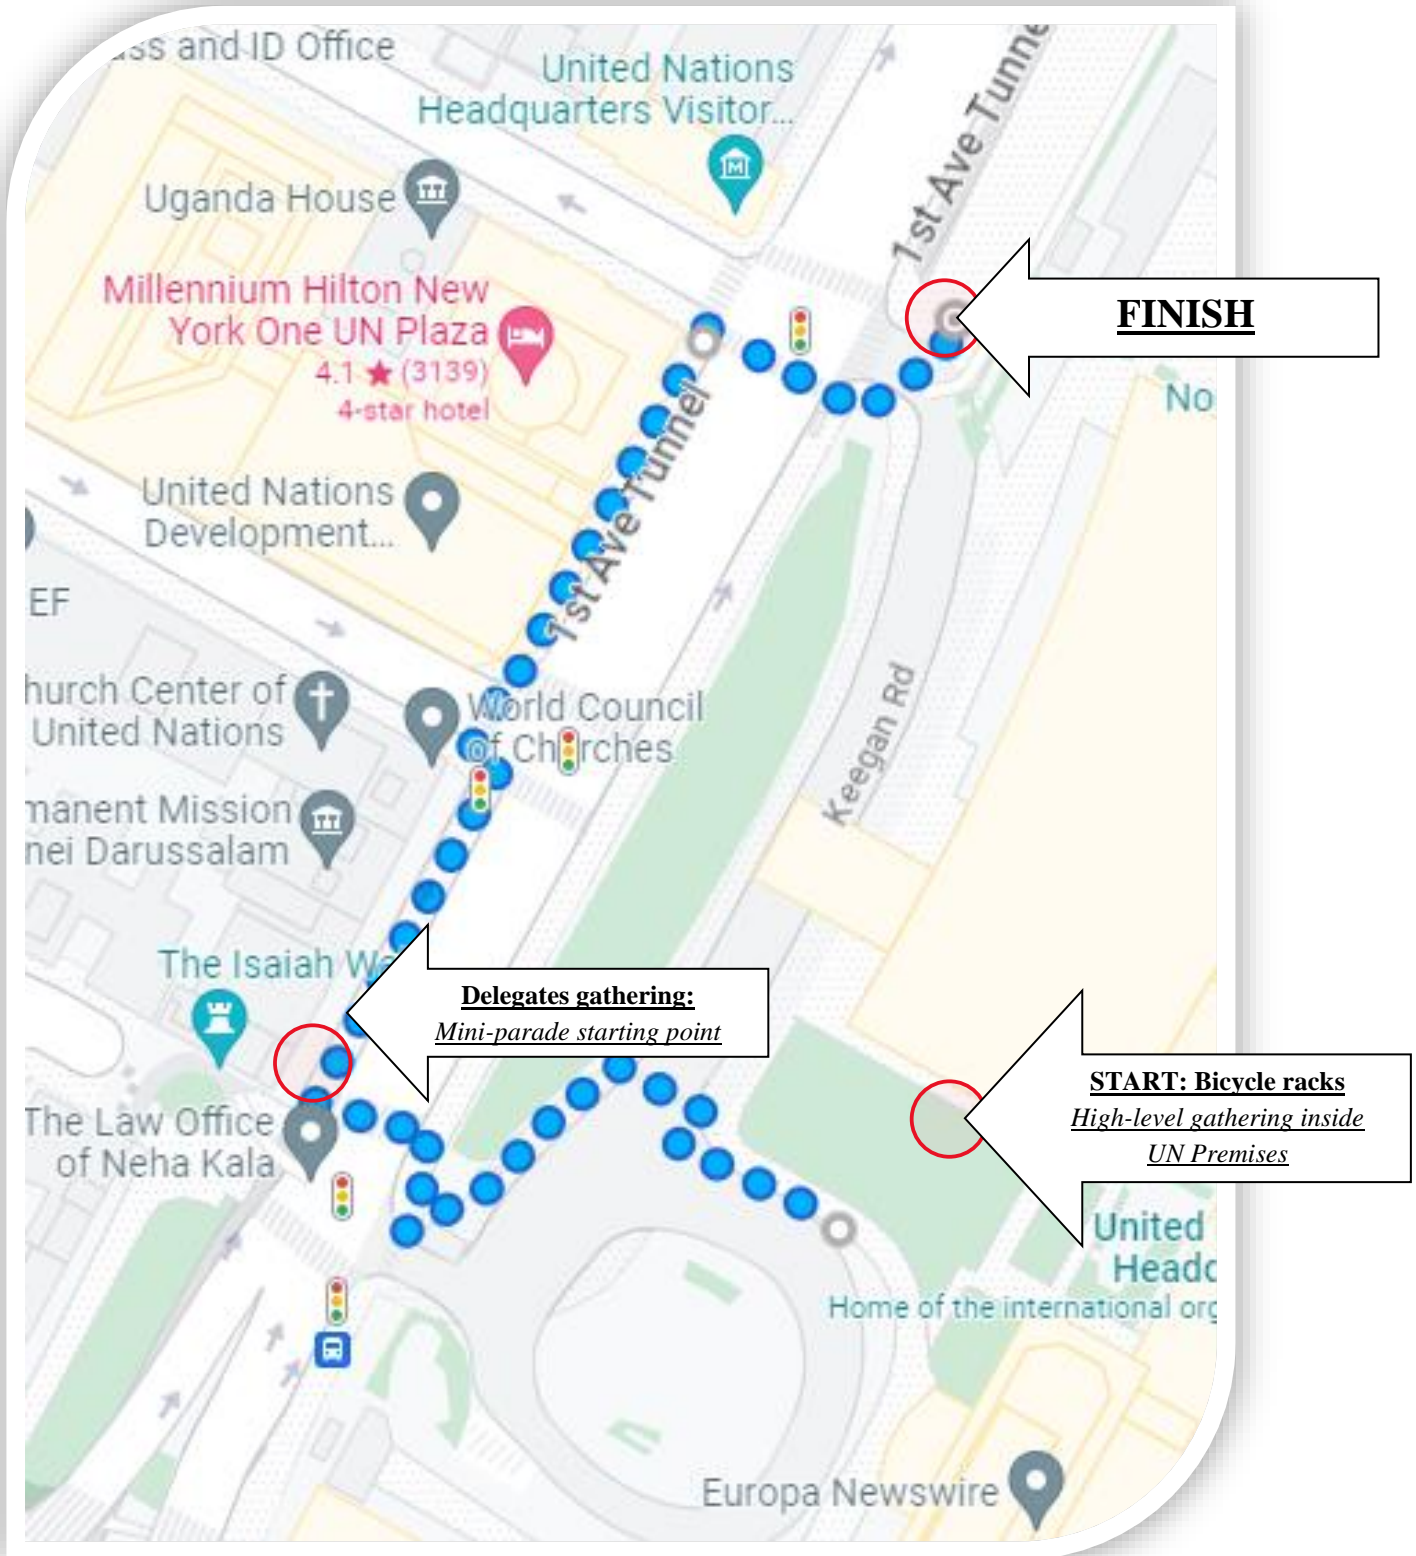 ass and ID Office
United Nations
Headquarters Visitor...
1st Ave Tunne
Uganda House
Millennium Hilton New
York One UN Plaza
4.1 ★ (3139)
4-star hotel
FINISH
No
1st Ave Tunnel
United Nations
Development...
EF
hurch Center of
United Nations
World Council
of Churches
Keegan Rd
manent Mission
nei Darussalam
The Isaiah Wa
Delegates gathering:
Mini-parade starting point
START: Bicycle racks
High-level gathering inside
UN Premises
The Law Office
of Neha Kala
United
Headq
Home of the international org
Europa Newswire